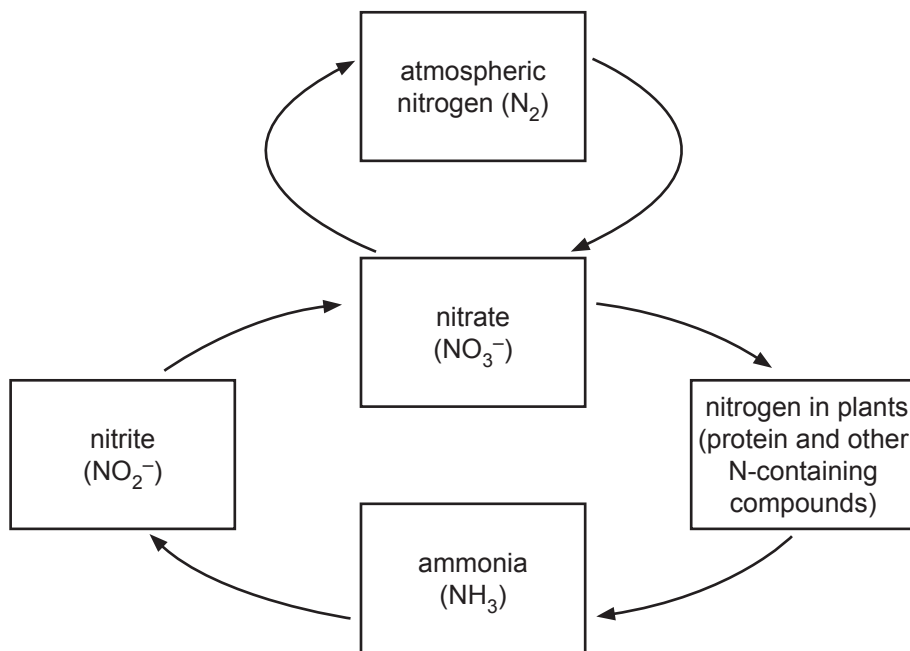 atmospheric
nitrogen (N₂)
nitrate
(NO₃⁻)
nitrite
(NO₂⁻)
nitrogen in plants
(protein and other
N-containing
compounds)
ammonia
(NH₃)